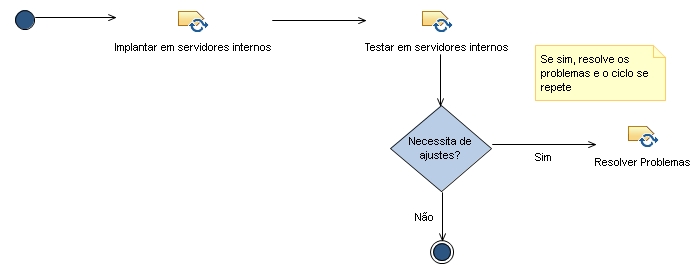 Implantar em servidores internos
Testar em servidores internos
Se sim, resolve os
problemas e o ciclo se
repete
Necessita de
ajustes?
Sim
Resolver Problemas
Não